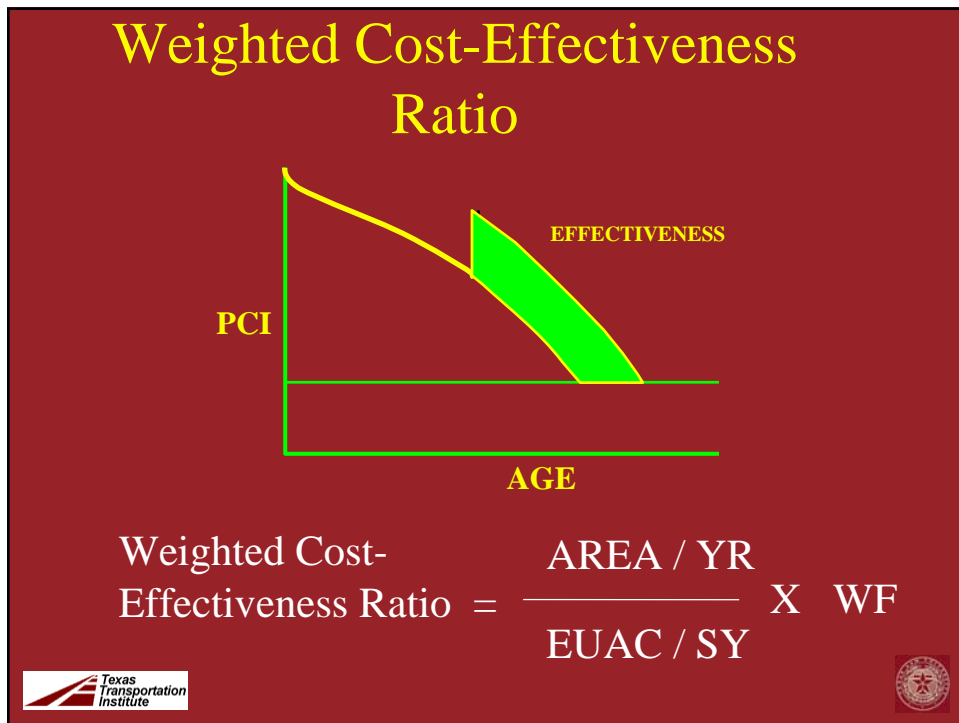 Weighted Cost-Effectiveness
Ratio
EFFECTIVENESS
PCI
AGE
Weighted Cost-
Effectiveness Ratio =
AREA / YR
EUAC / SY
X WF
Texas
Transportation
Institute